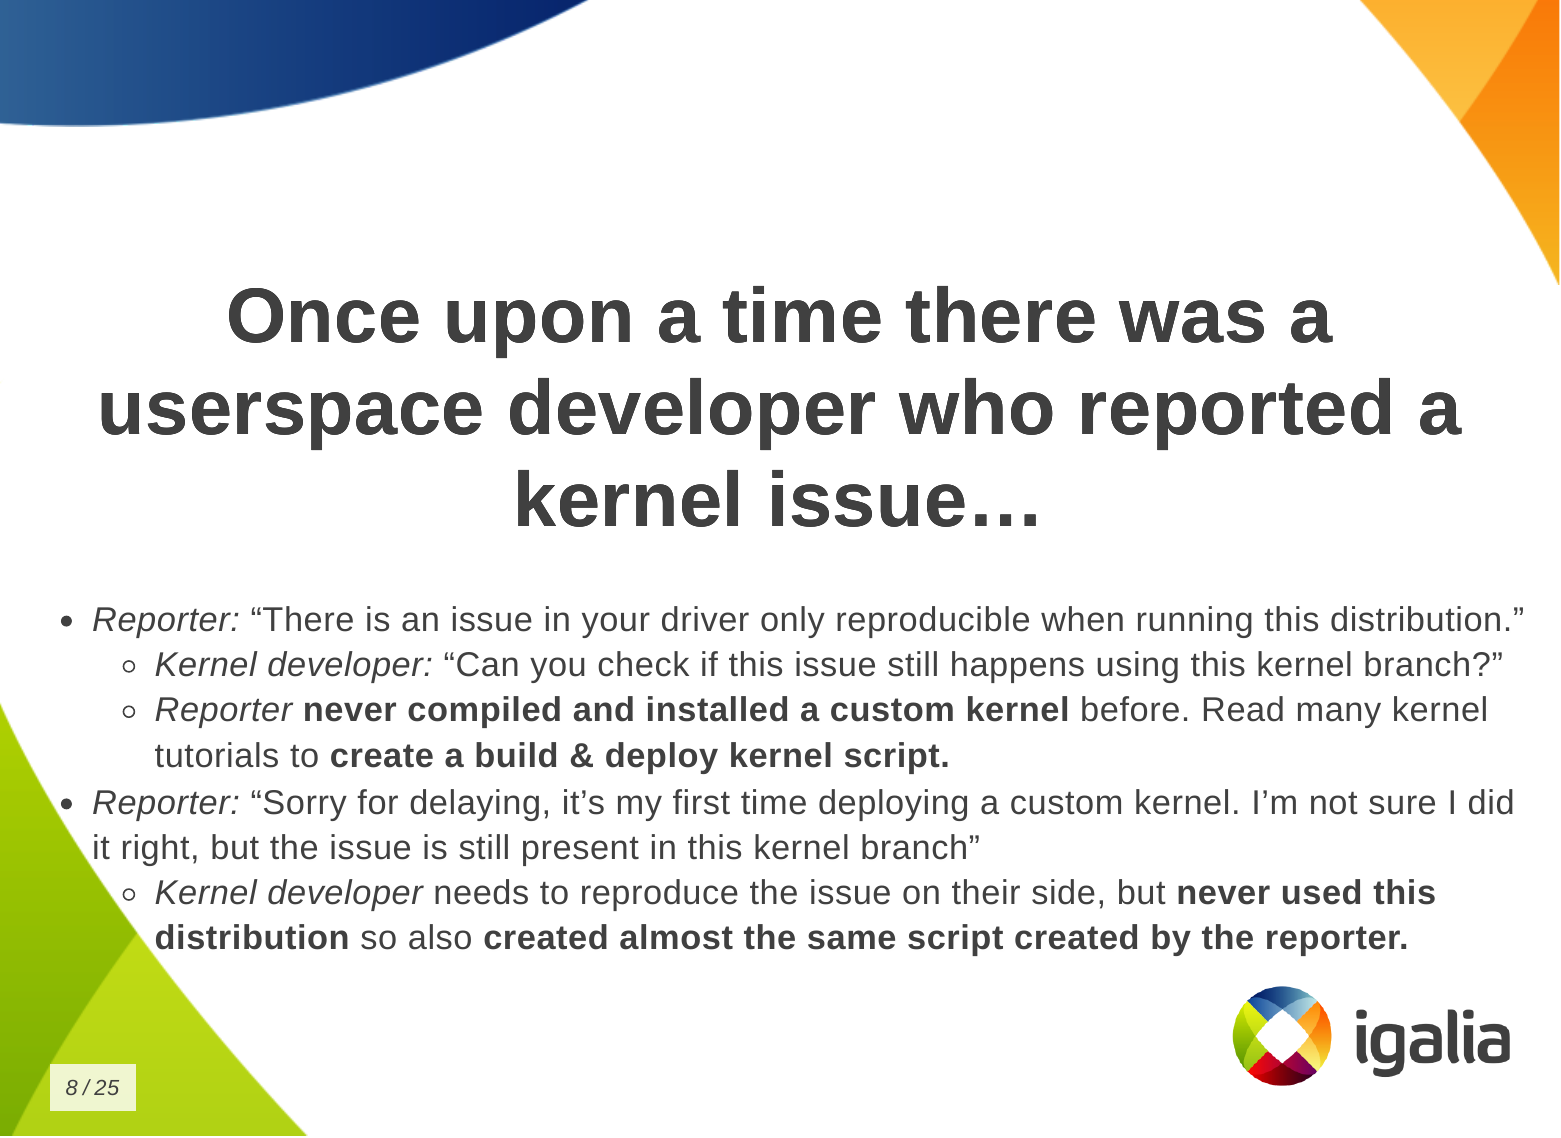 Once upon a time there was a
userspace developer who reported a
kernel issue…
• Reporter: “There is an issue in your driver only reproducible when running this distribution.”
◦ Kernel developer: “Can you check if this issue still happens using this kernel branch?”
◦ Reporter never compiled and installed a custom kernel before. Read many kernel
tutorials to create a build & deploy kernel script.
• Reporter: “Sorry for delaying, it’s my first time deploying a custom kernel. I’m not sure I did
it right, but the issue is still present in this kernel branch”
◦ Kernel developer needs to reproduce the issue on their side, but never used this
distribution so also created almost the same script created by the reporter.
igalia
8 / 25